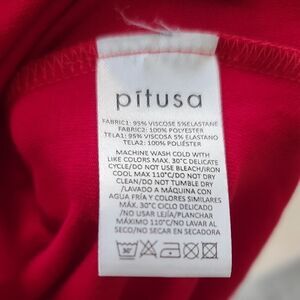 pitusa
FABRIC1: 95% VISCOSE 5%ELASTANE
FABRIC2: 100% POLYESTER
TELA1: 95% VISCOSA 5% ELASTANO
TELA2: 100% POLIÉSTER
MACHINE WASH COLD WITH
LIKE COLORS MAX. 30°C DELICATE
CYCLE/DO NOT USE BLEACH/IRON
COOL MAX 110°C/DO NOT DRY
CLEAN/DO NOT TUMBLE DRY
/LAVADO A MÁQUINA CON
AGUA FRÍA Y COLORES SIMILARES
MÁX. 30°C CICLO DELICADO
/NO USAR LEJÍA/PLANCHAR
MÁXIMO 110°C/NO LAVAR AL
SECO/NO SECAR EN SECADORA
30°